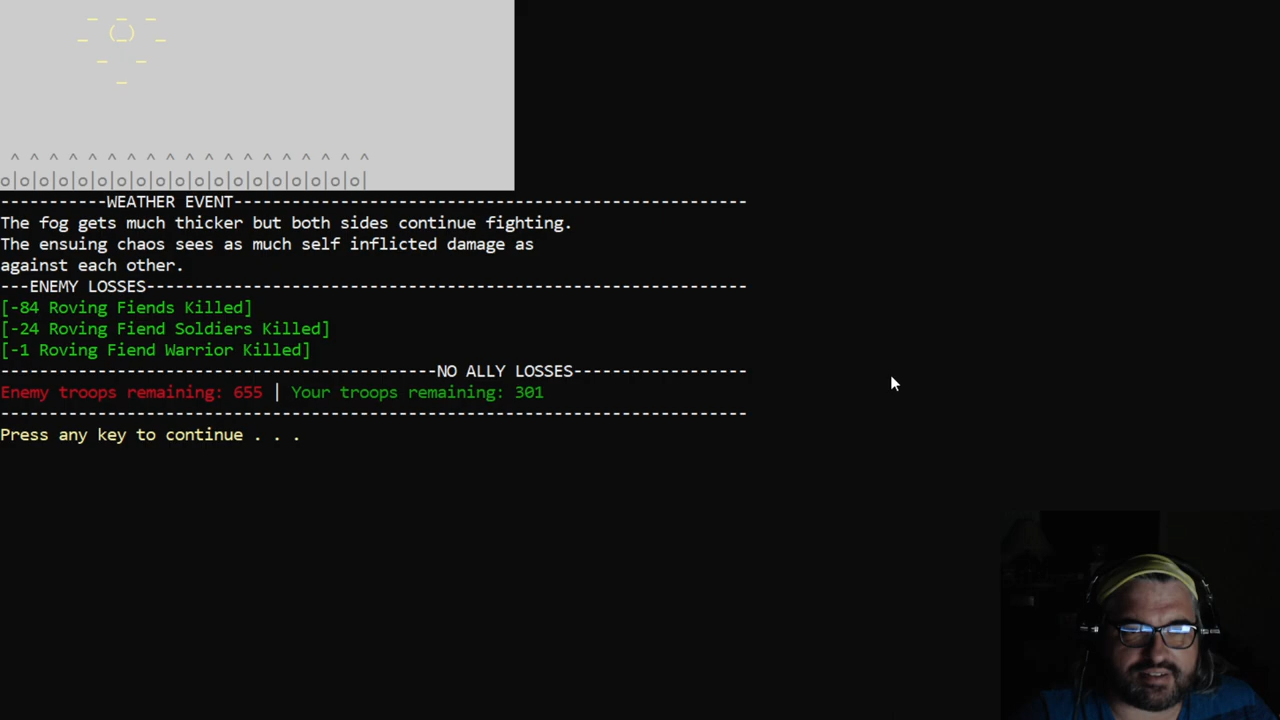 -----------WEATHER EVENT-----------------------------------------------------
The fog gets much thicker but both sides continue fighting.
The ensuing chaos sees as much self inflicted damage as
against each other.
---ENEMY LOSSES--------------------------------------------------------------
[-84 Roving Fiends Killed]
[-24 Roving Fiend Soldiers Killed]
[-1 Roving Fiend Warrior Killed]
---------------------------------------------NO ALLY LOSSES------------------
Enemy troops remaining: 655 | Your troops remaining: 301
-----------------------------------------------------------------------------
Press any key to continue . . .